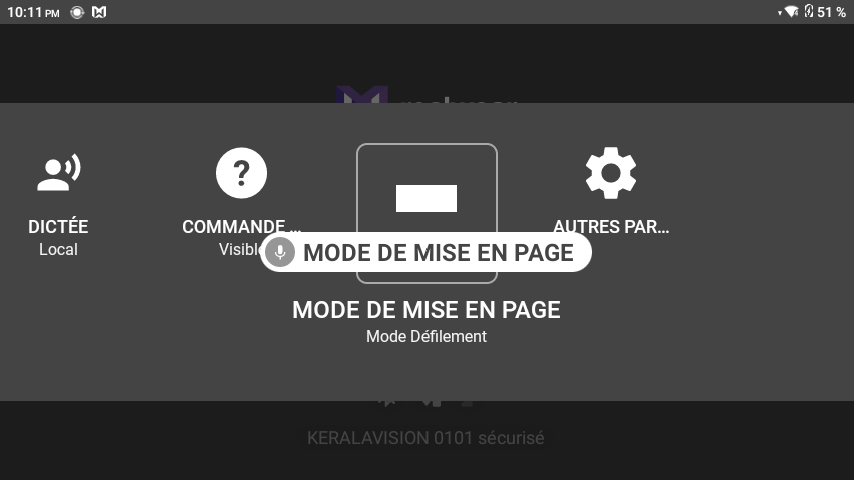 10:11 PM
51 %
DICTÉE
Local
COMMANDE ...
Visible
AUTRES PAR...
MODE DE MISE EN PAGE
MODE DE MISE EN PAGE
Mode Défilement
KERALAVISION 0101 sécurisé